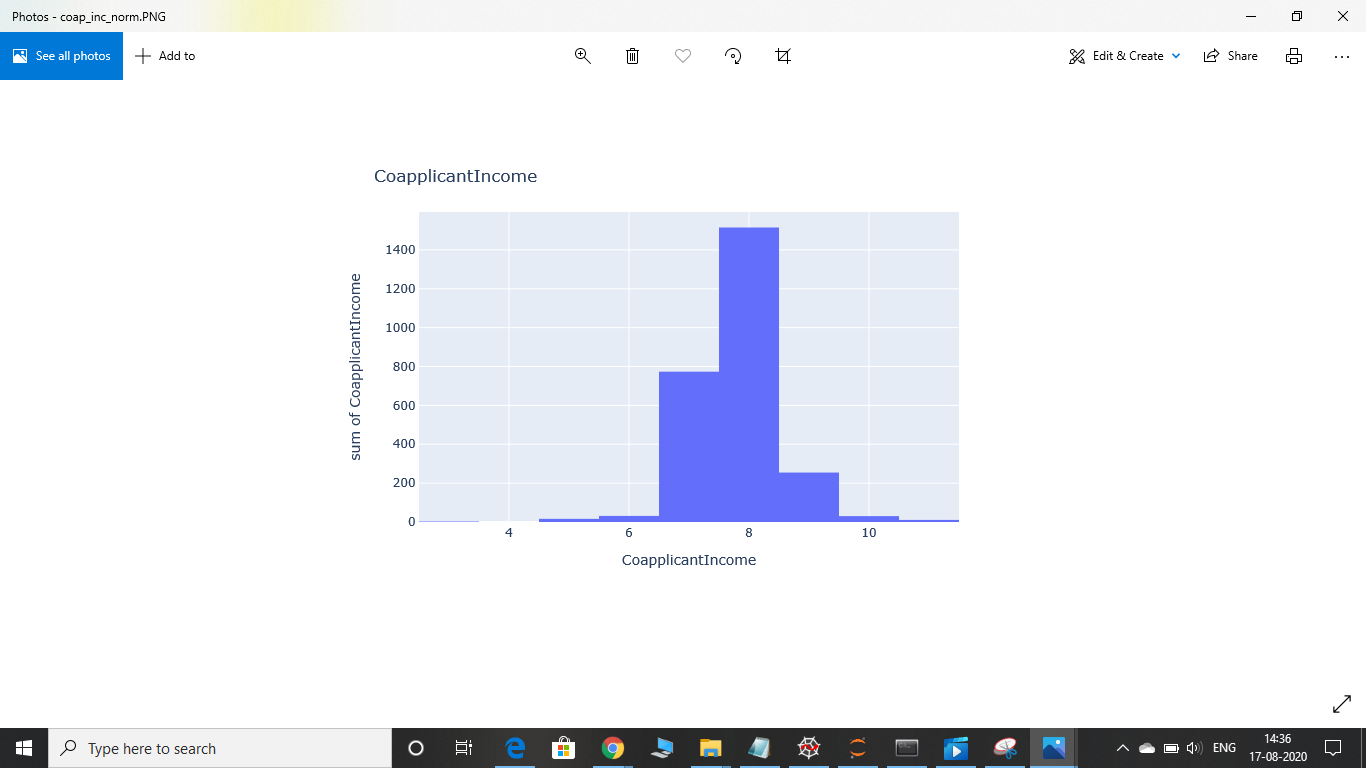 Photos - coap_inc_norm.PNG
See all photos
Add to
Edit & Create
Share
CoapplicantIncome
sum of CoapplicantIncome
1400
1200
1000
800
600
400
200
0
4 6 8 10
CoapplicantIncome
Type here to search
ENG
14:36
17-08-2020